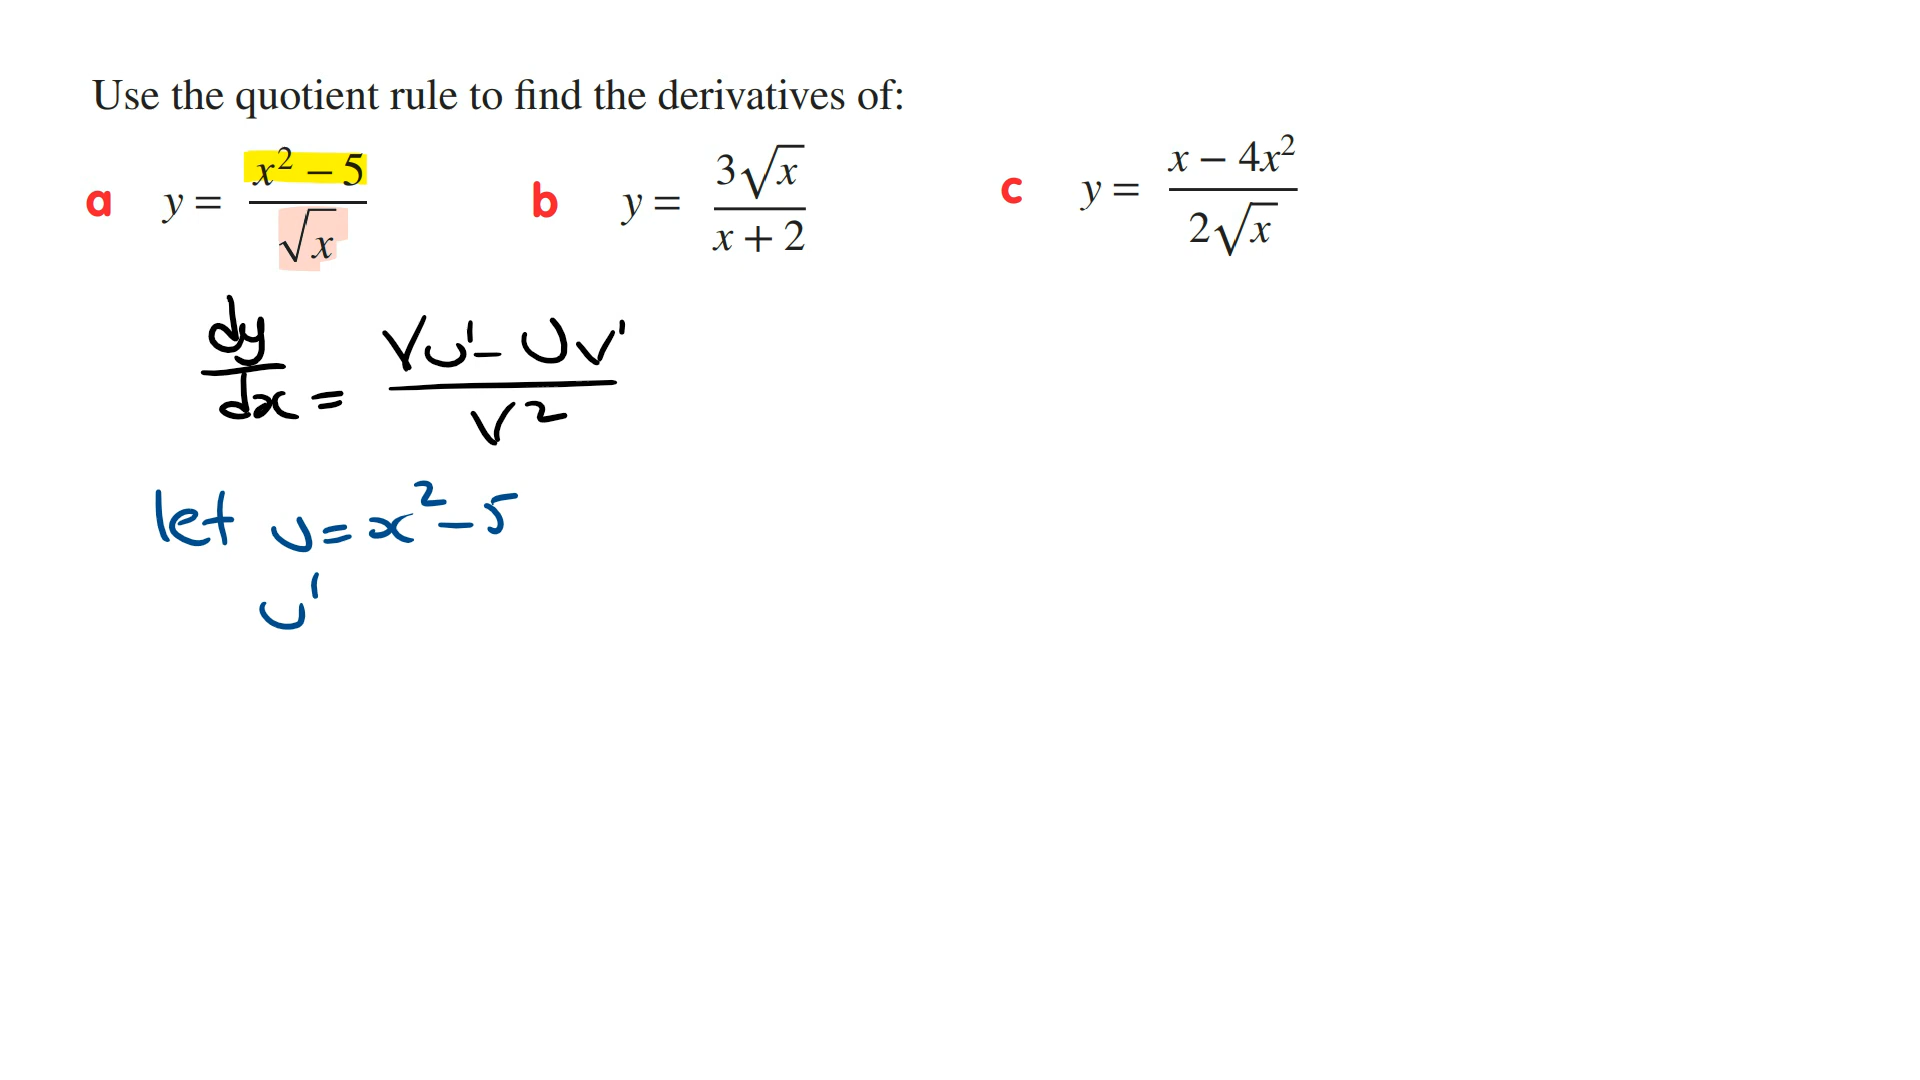 Use the quotient rule to find the derivatives of:
a y = (x² − 5)/√x b y = 3√x/(x + 2) c y = (x − 4x²)/(2√x)
dy/dx = (Vu' − Uv')/V²
let u = x² − 5
u'